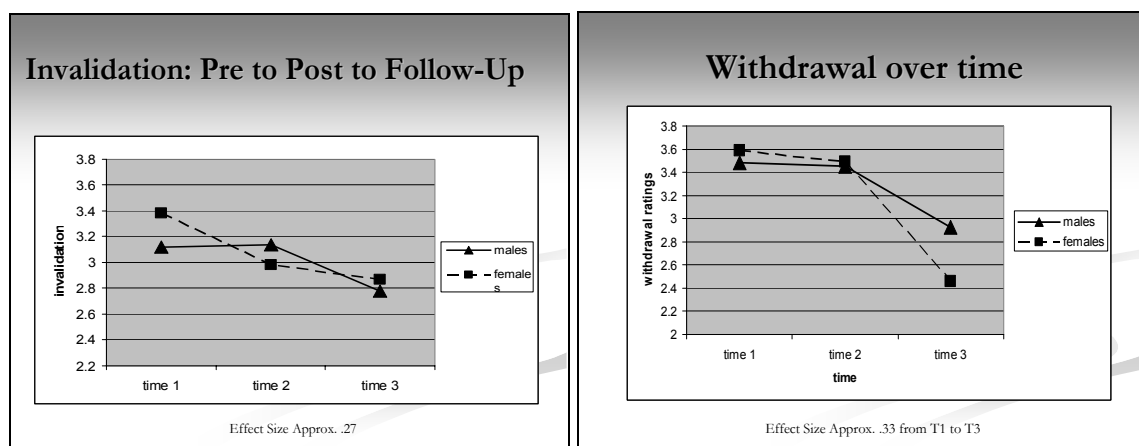 Invalidation: Pre to Post to Follow-Up
3.8
3.6
3.4
3.2
3
2.8
2.6
2.4
2.2
invalidation
time 1 time 2 time 3
males
female
s
Effect Size Approx. .27
Withdrawal over time
3.8
3.6
3.4
3.2
3
2.8
2.6
2.4
2.2
2
withdrawal ratings
time 1 time 2 time 3
time
males
females
Effect Size Approx. .33 from T1 to T3